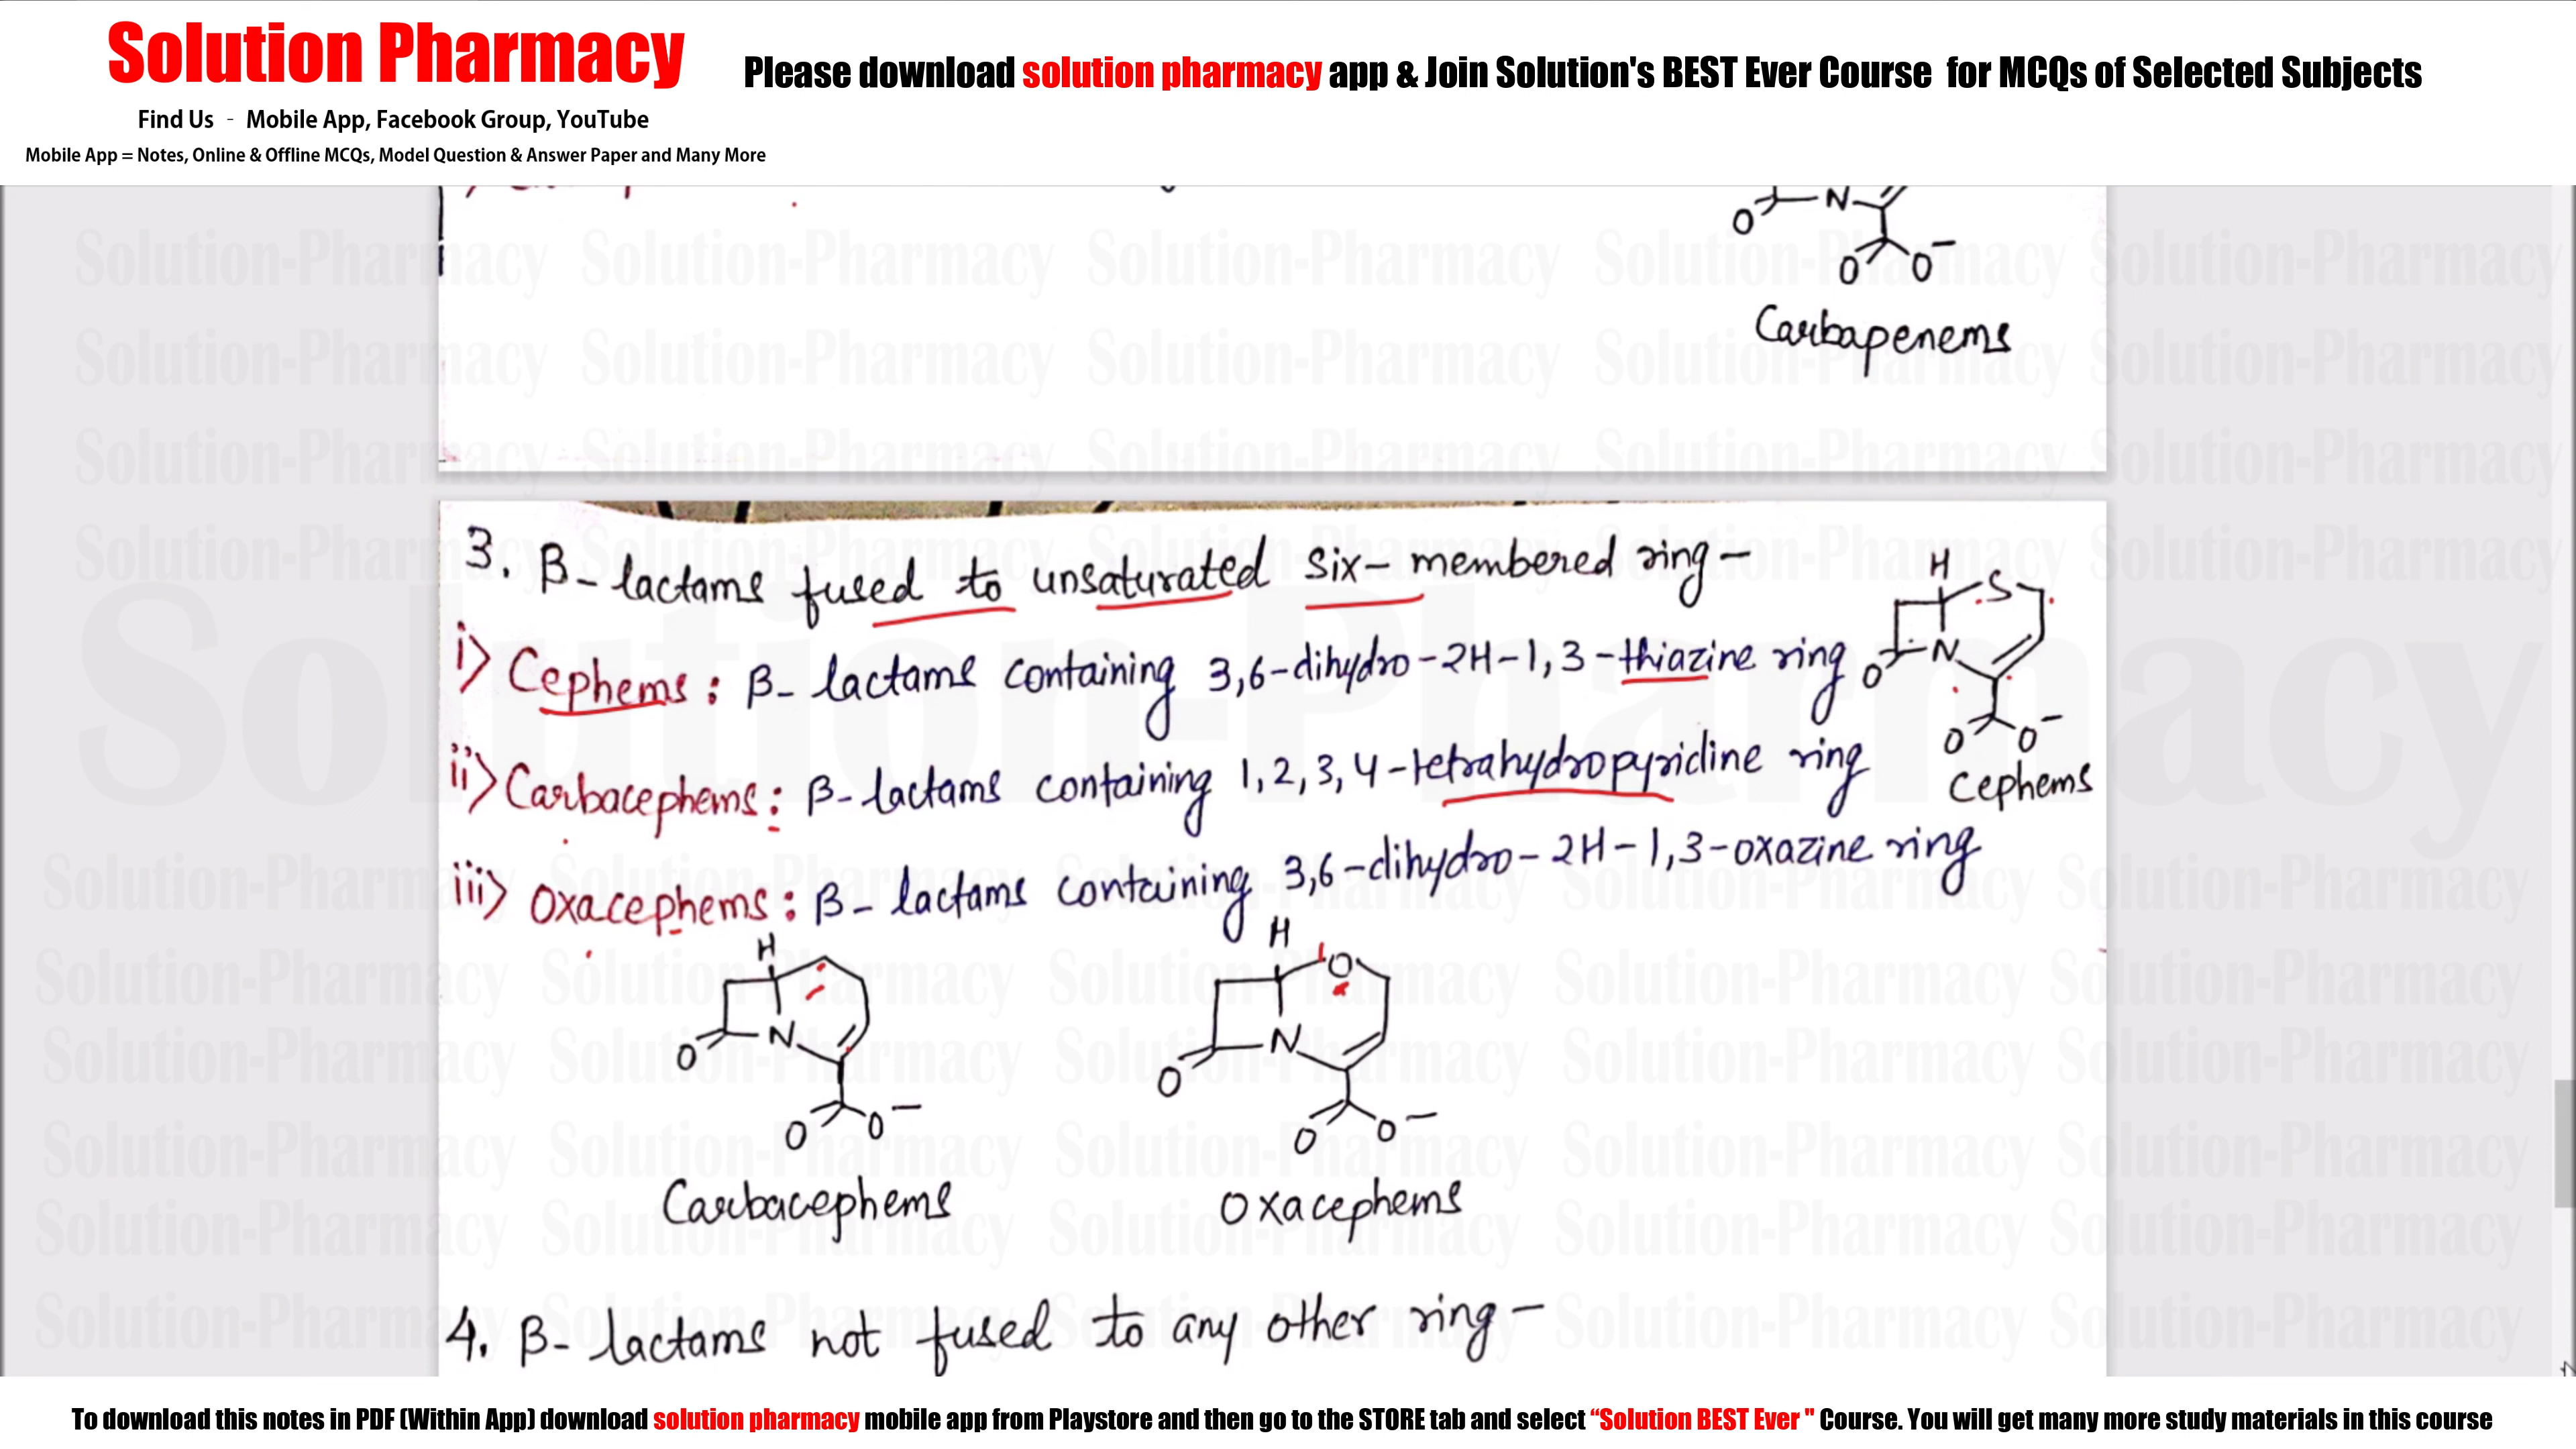 Solution Pharmacy
Please download solution pharmacy app & Join Solution's BEST Ever Course for MCQs of Selected Subjects
Find Us - Mobile App, Facebook Group, YouTube
Mobile App = Notes, Online & Offline MCQs, Model Question & Answer Paper and Many More
O N
O O⁻
Carbapenems
3. β-lactams fused to unsaturated six-membered ring-
H
S
i) Cephems: β-lactams containing 3,6-dihydro-2H-1,3-thiazine ring
O N
O O⁻
Cephems
ii) Carbacephems: β-lactams containing 1,2,3,4-tetrahydropyridine ring
iii) Oxacephems: β-lactams containing 3,6-dihydro-2H-1,3-oxazine ring
H H
O
N N
O O
O O⁻ O O⁻
Carbacephems Oxacephems
4. β-lactams not fused to any other ring-
Solution-Pharmacy
To download this notes in PDF (Within App) download solution pharmacy mobile app from Playstore and then go to the STORE tab and select “Solution BEST Ever " Course. You will get many more study materials in this course